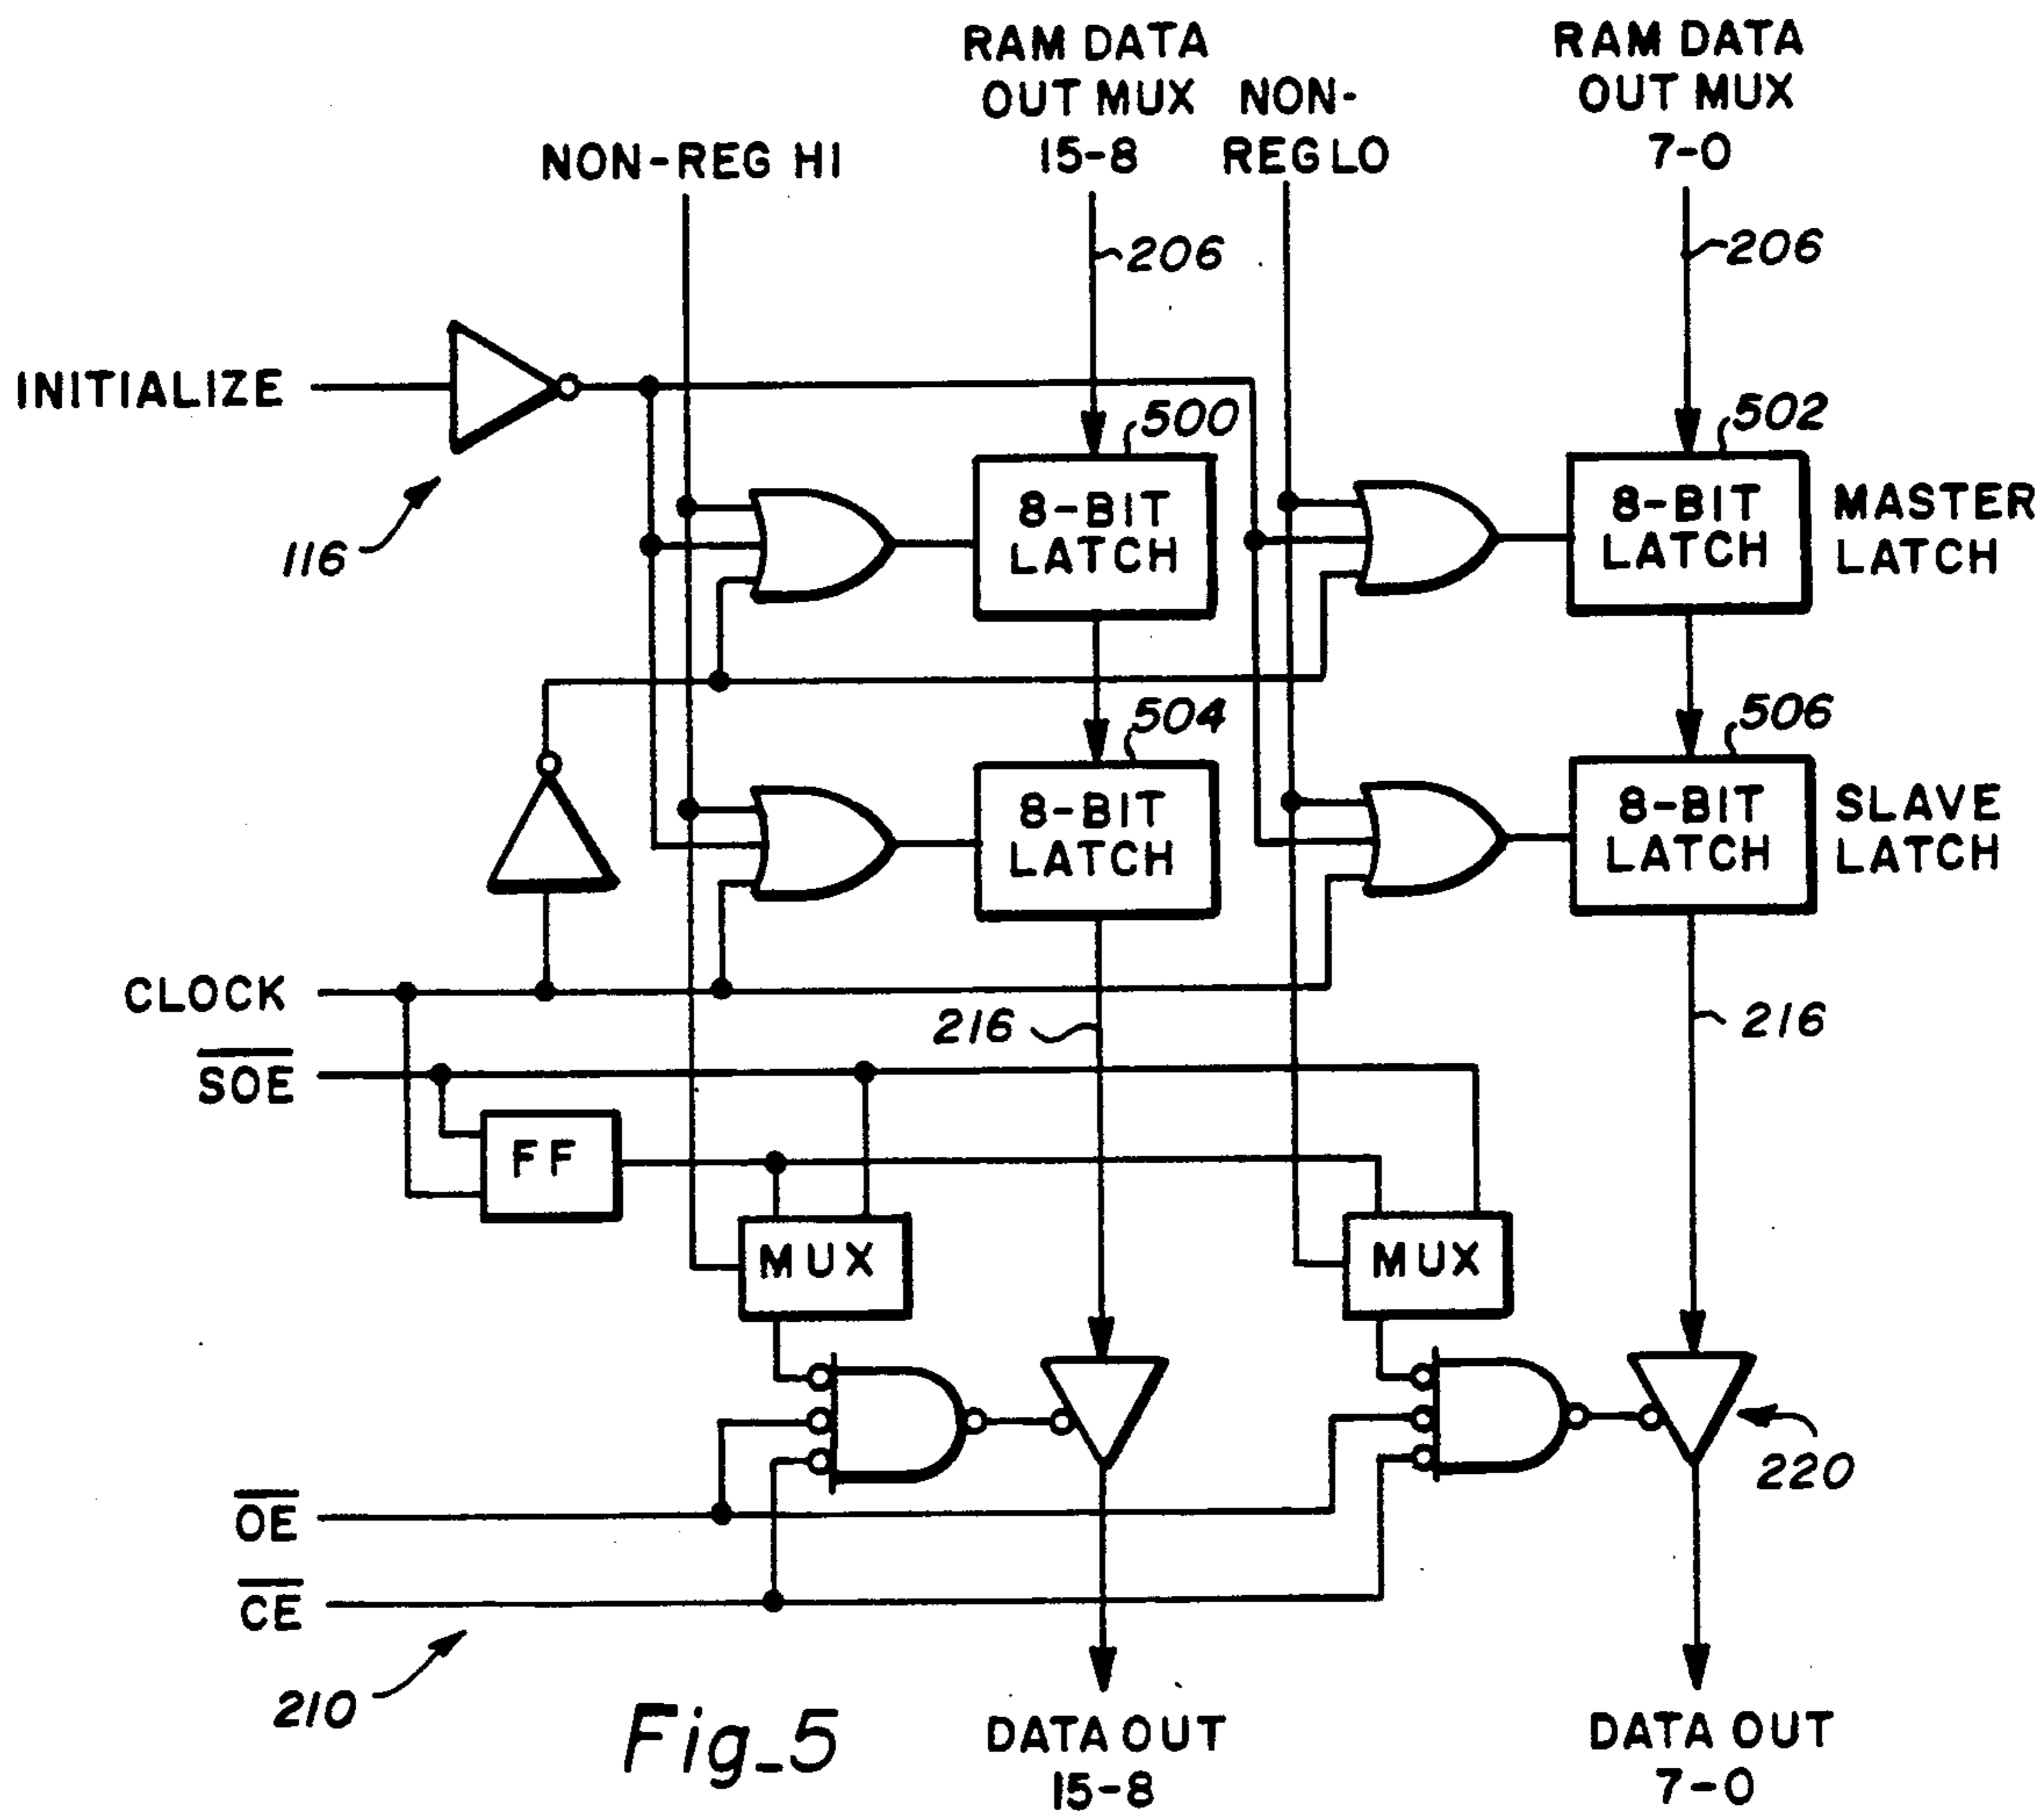 RAM DATA
OUT MUX
15-8
RAM DATA
OUT MUX
7-0
NON-REG HI
NON-
REG LO
206
206
INITIALIZE
116
500
8-BIT
LATCH
502
8-BIT
LATCH
MASTER
LATCH
504
8-BIT
LATCH
506
8-BIT
LATCH
SLAVE
LATCH
CLOCK
216
216
SOE
FF
MUX
MUX
220
OE
CE
210
Fig_5
DATA OUT
15-8
DATA OUT
7-0